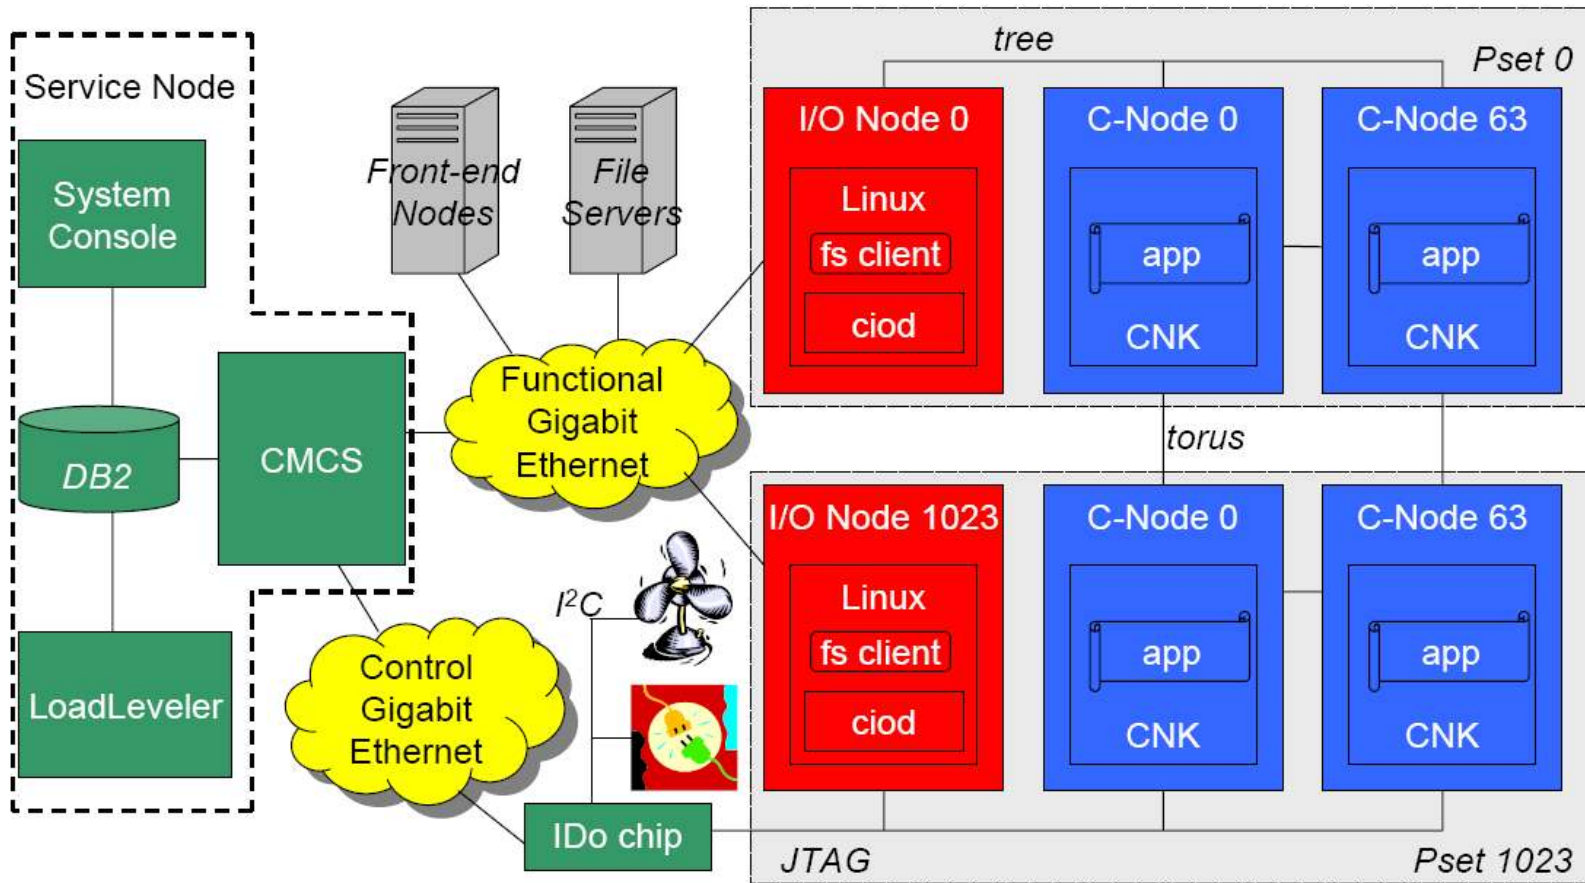 Service Node
System
Console
DB2
LoadLeveler
CMCS
Front-end
Nodes
File
Servers
Functional
Gigabit
Ethernet
Control
Gigabit
Ethernet
I²C
IDo chip
tree
Pset 0
I/O Node 0
Linux
fs client
ciod
C-Node 0
app
CNK
C-Node 63
app
CNK
torus
I/O Node 1023
Linux
fs client
ciod
C-Node 0
app
CNK
C-Node 63
app
CNK
JTAG
Pset 1023